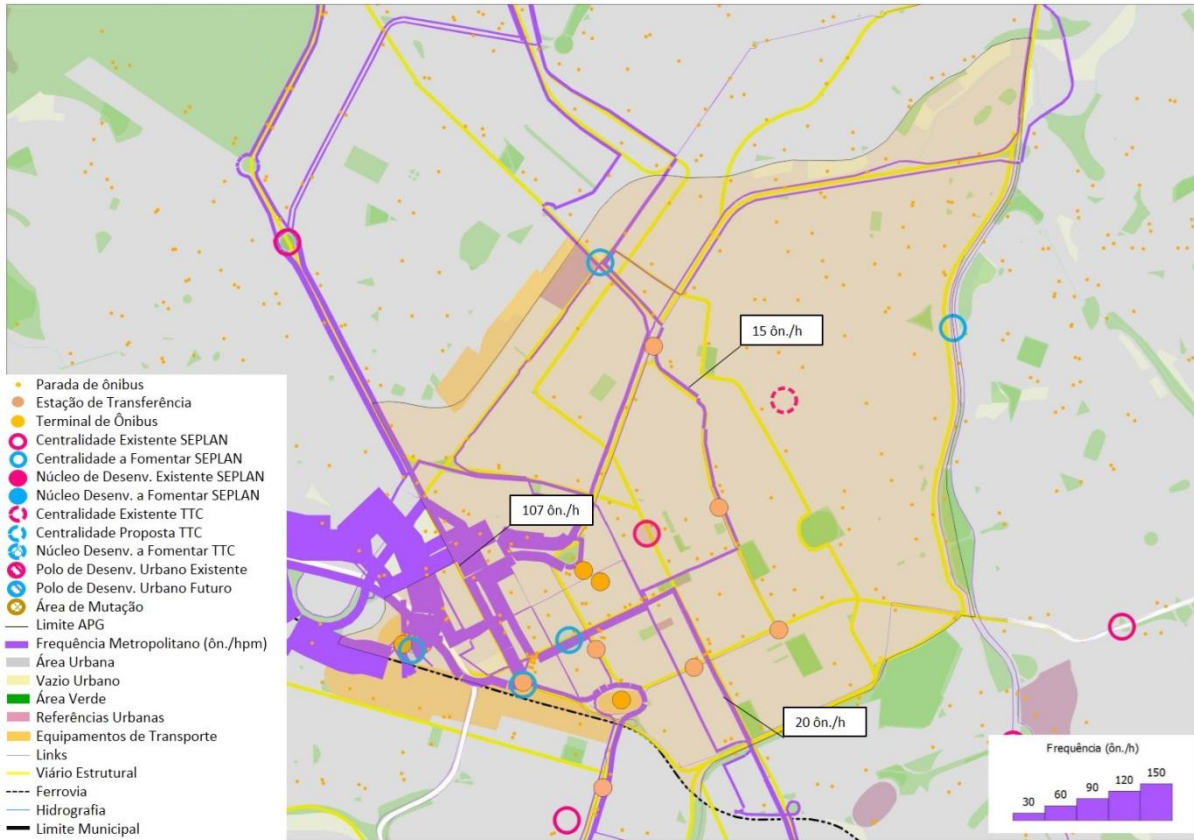 15 ôn./h
107 ôn./h
20 ôn./h
Parada de ônibus
Estação de Transferência
Terminal de Ônibus
Centralidade Existente SEPLAN
Centralidade a Fomentar SEPLAN
Núcleo de Desenv. Existente SEPLAN
Núcleo Desenv. a Fomentar SEPLAN
Centralidade Existente TTC
Centralidade Proposta TTC
Núcleo Desenv. a Fomentar TTC
Polo de Desenv. Urbano Existente
Polo de Desenv. Urbano Futuro
Área de Mutação
Limite APG
Frequência Metropolitano (ôn./hpm)
Área Urbana
Vazio Urbano
Área Verde
Referências Urbanas
Equipamentos de Transporte
Links
Viário Estrutural
Ferrovia
Hidrografia
Limite Municipal
Frequência (ôn./h)
30 60 90 120 150